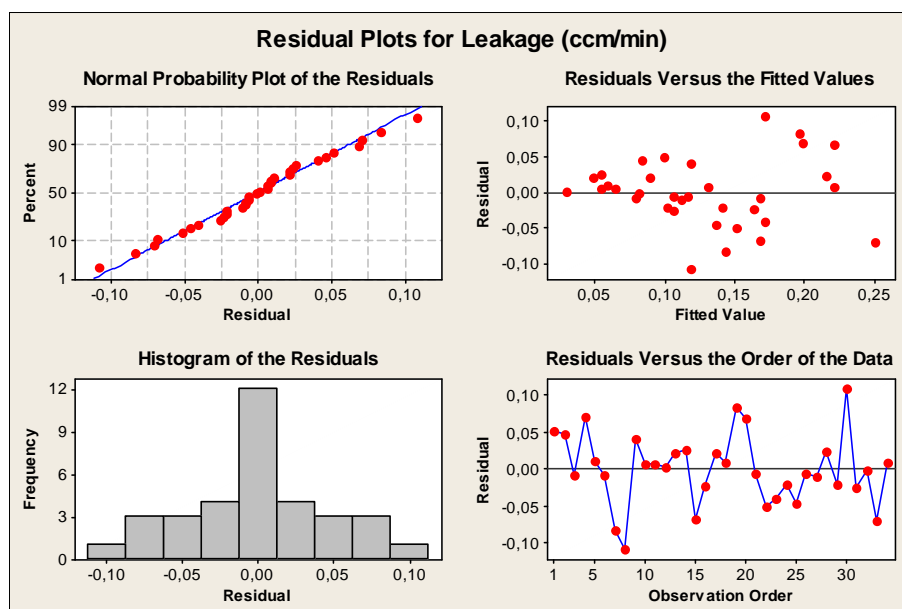 Residual Plots for Leakage (ccm/min)
Normal Probability Plot of the Residuals
99
90
50
10
1
Percent
-0,10 -0,05 0,00 0,05 0,10
Residual
Residuals Versus the Fitted Values
0,10
0,05
0,00
-0,05
-0,10
Residual
0,05 0,10 0,15 0,20 0,25
Fitted Value
Histogram of the Residuals
12
9
6
3
0
Frequency
-0,10 -0,05 0,00 0,05 0,10
Residual
Residuals Versus the Order of the Data
0,10
0,05
0,00
-0,05
-0,10
Residual
1 5 10 15 20 25 30
Observation Order